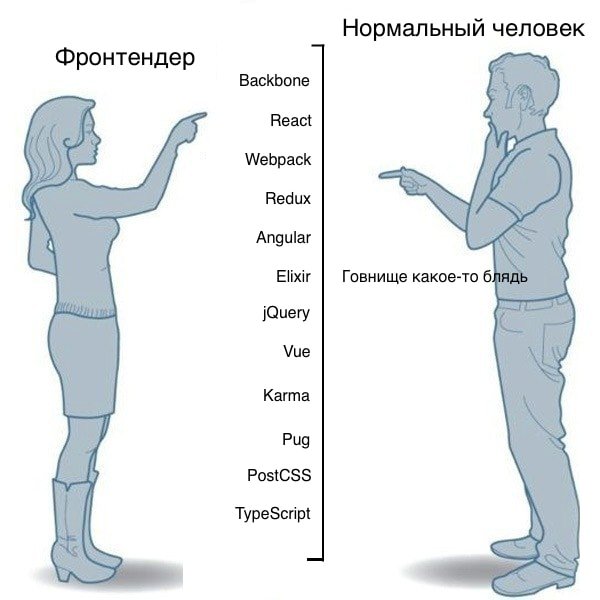 Нормальный человек
Фронтендер
Backbone
React
Webpack
Redux
Angular
Elixir
Говнище какое-то блядь
jQuery
Vue
Karma
Pug
PostCSS
TypeScript